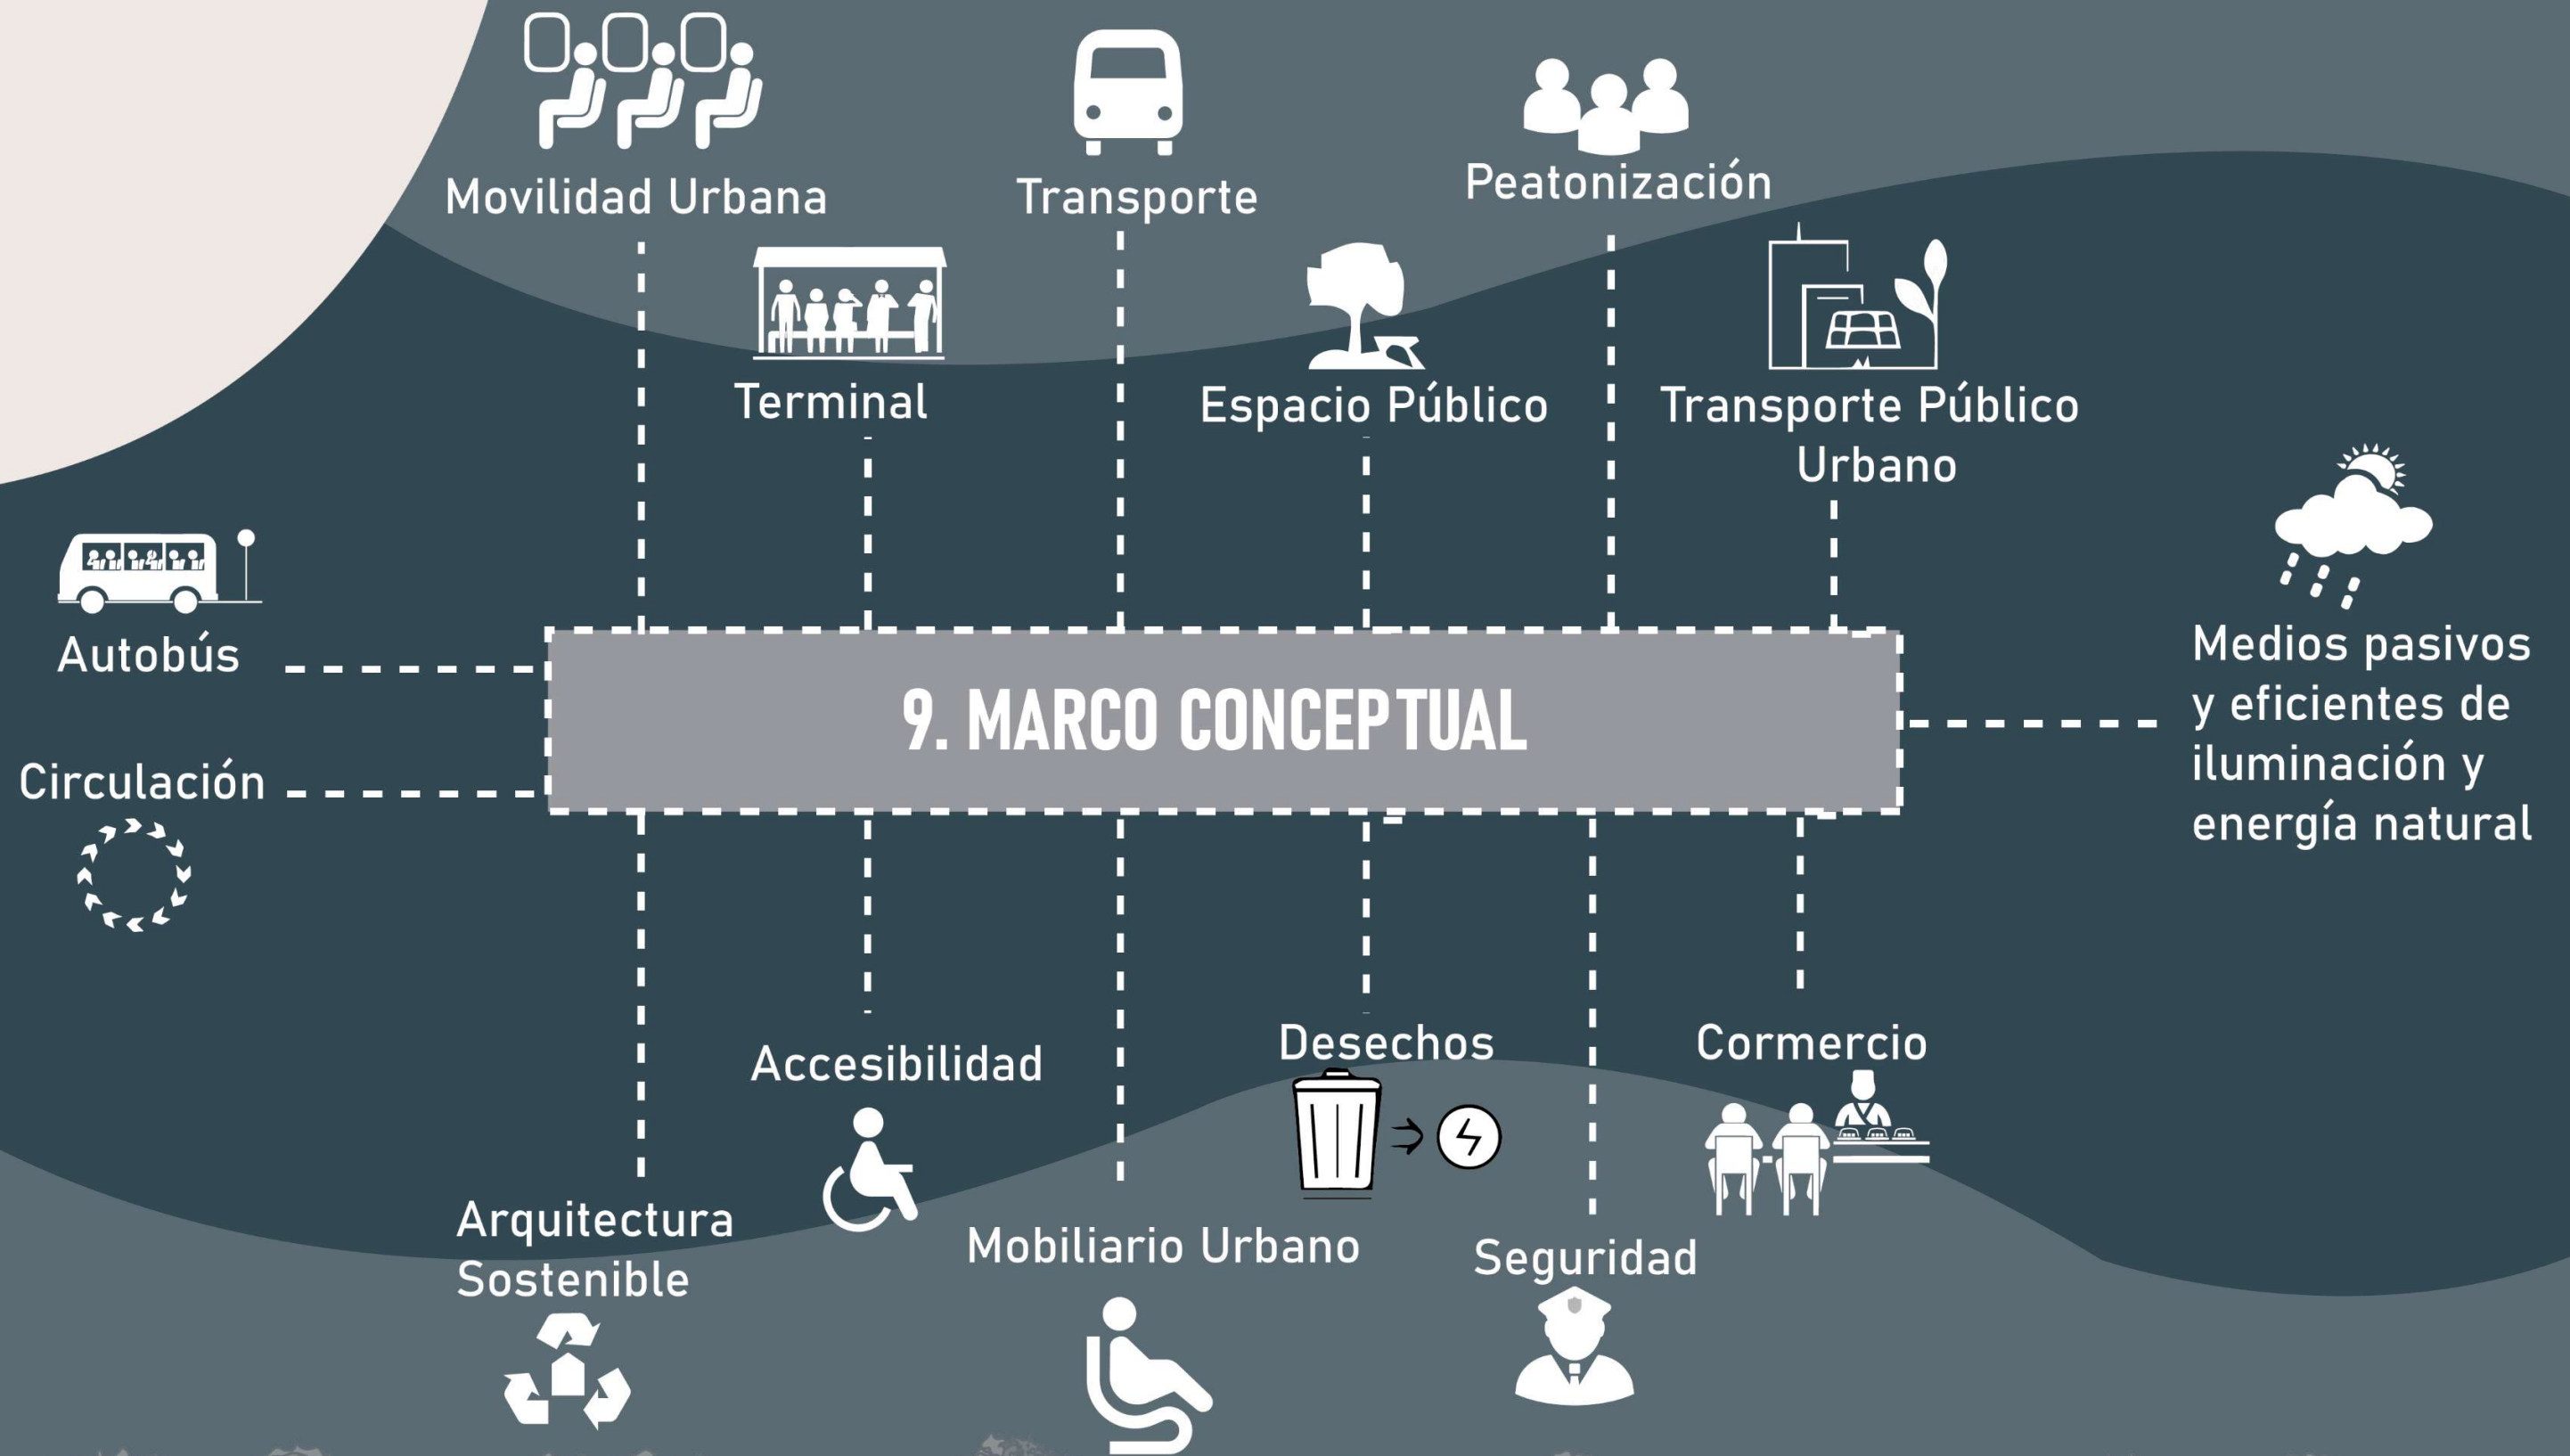 Movilidad Urbana
Transporte
Peatonización
Terminal
Espacio Público
Transporte Público
Urbano
Autobús
Circulación
9. MARCO CONCEPTUAL
Medios pasivos
y eficientes de
iluminación y
energía natural
Accesibilidad
Desechos
Cormercio
Arquitectura
Sostenible
Mobiliario Urbano
Seguridad